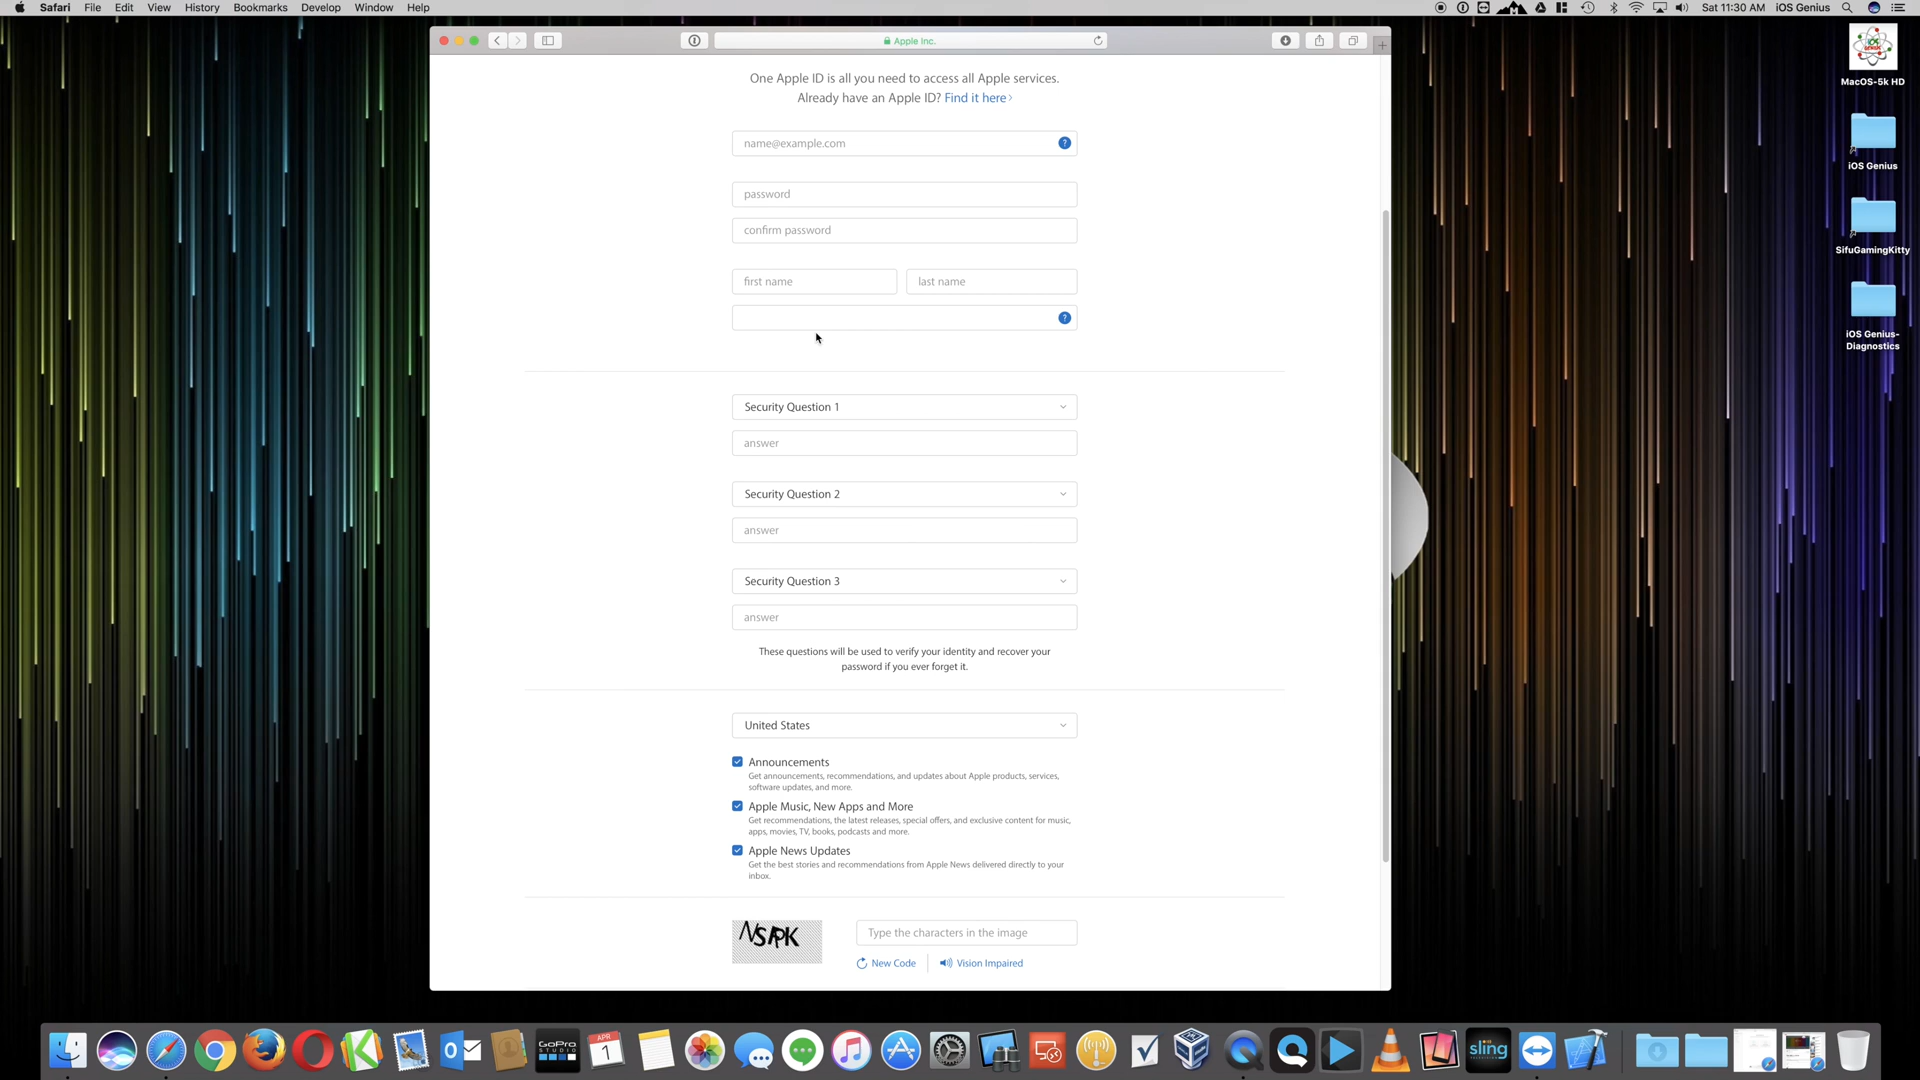 Safari File Edit View History Bookmarks Develop Window Help
Sat 11:30 AM iOS Genius
Apple Inc.
One Apple ID is all you need to access all Apple services.
Already have an Apple ID? Find it here ›
name@example.com ?
password
confirm password
first name last name
?
Security Question 1
answer
Security Question 2
answer
Security Question 3
answer
These questions will be used to verify your identity and recover your
password if you ever forget it.
United States
Announcements
Get announcements, recommendations, and updates about Apple products, services,
software updates, and more.
Apple Music, New Apps and More
Get recommendations, the latest releases, special offers, and exclusive content for music,
apps, movies, TV, books, podcasts and more.
Apple News Updates
Get the best stories and recommendations from Apple News delivered directly to your
inbox.
Type the characters in the image
New Code Vision Impaired
MacOS-5k HD
iOS Genius
SifuGamingKitty
iOS Genius-
Diagnostics
GoPro
STUDIO
APR
1
sling